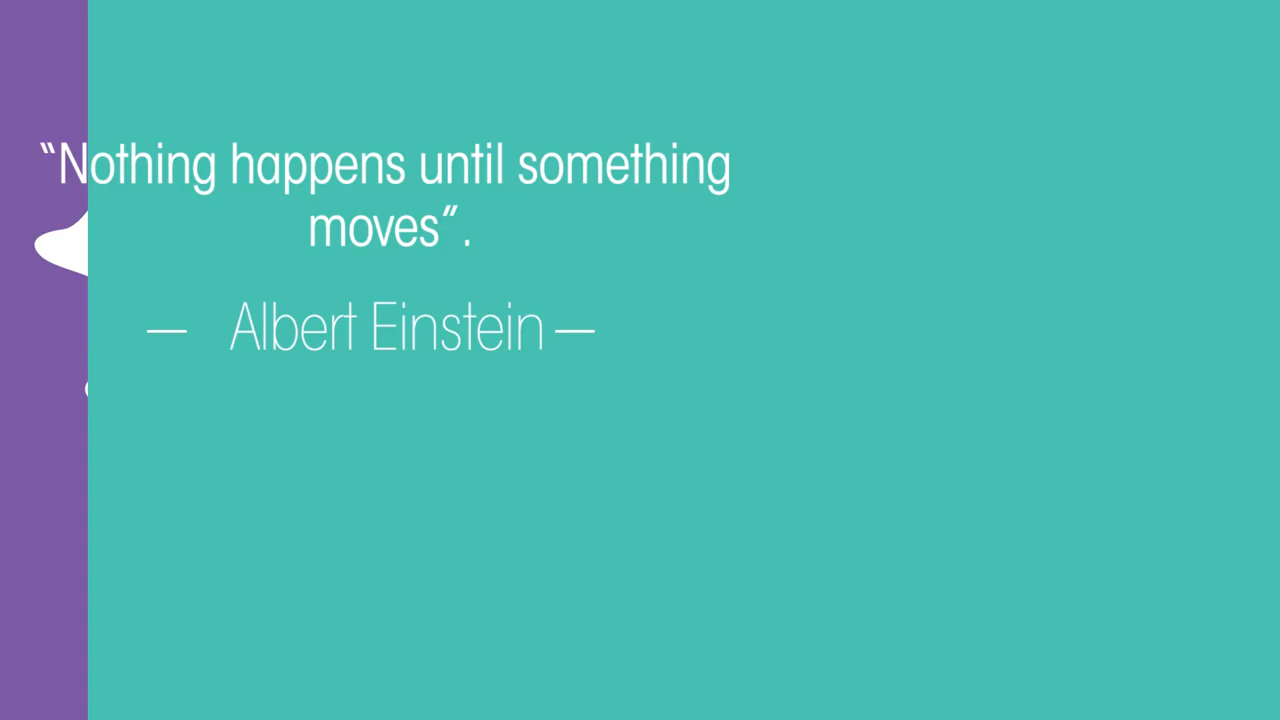 “Nothing happens until something
moves”.
— Albert Einstein —